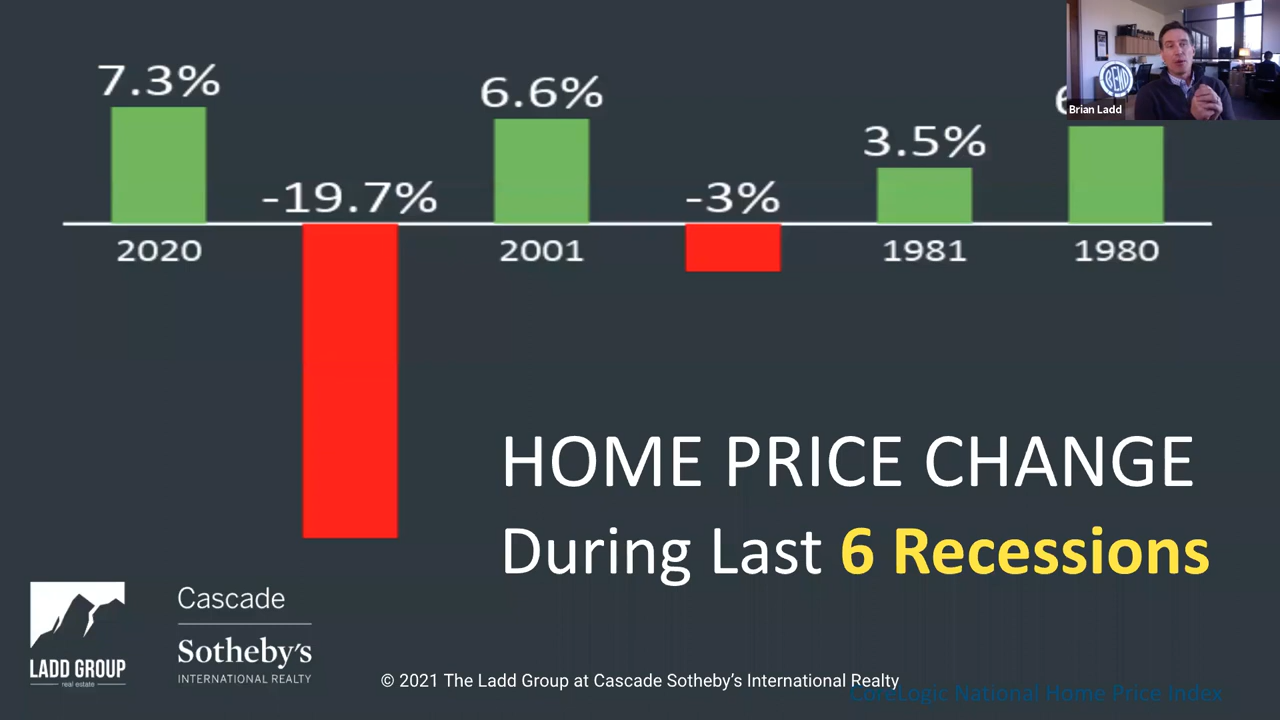 7.3%
6.6%
3.5%
-19.7%
-3%
2020
2001
1981
1980
Brian Ladd
BEND
HOME PRICE CHANGE
During Last 6 Recessions
LADD GROUP
real estate
Cascade
Sotheby's
INTERNATIONAL REALTY
© 2021 The Ladd Group at Cascade Sotheby’s International Realty
CoreLogic National Home Price Index